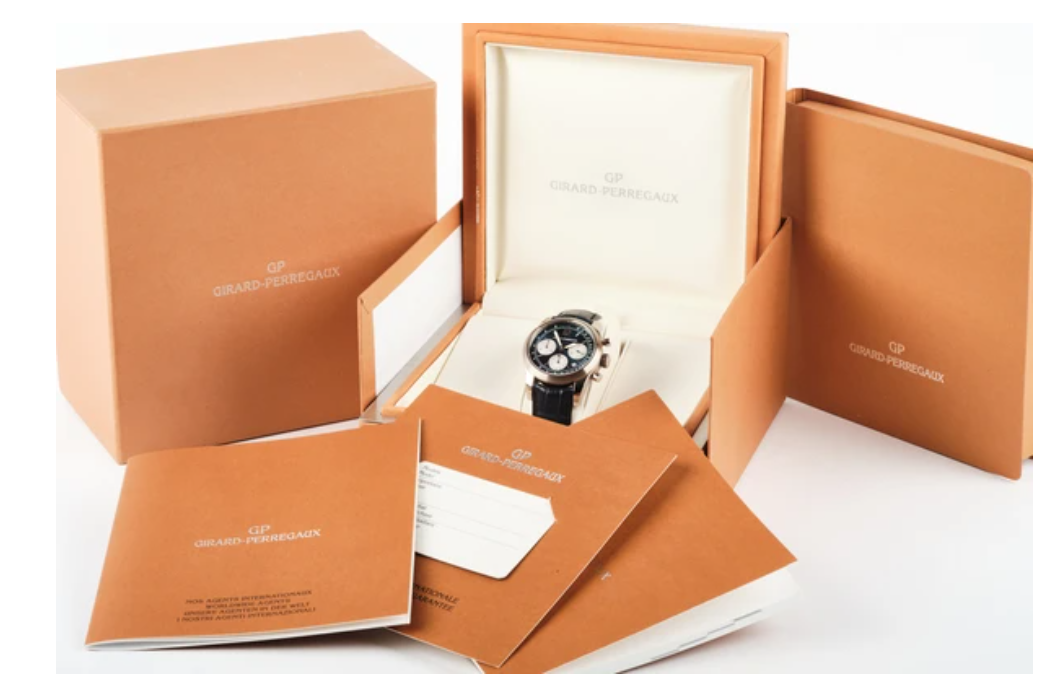 GP
GIRARD-PERREGAUX
GP
GIRARD-PERREGAUX
GP
GIRARD-PERREGAUX
GP
GIRARD-PERREGAUX
GP
GIRARD-PERREGAUX
NOS AGENTS INTERNATIONAUX
WORLDWIDE AGENTS
UNSERE AGENTEN IN DER WELT
I NOSTRI AGENTI INTERNAZIONALI